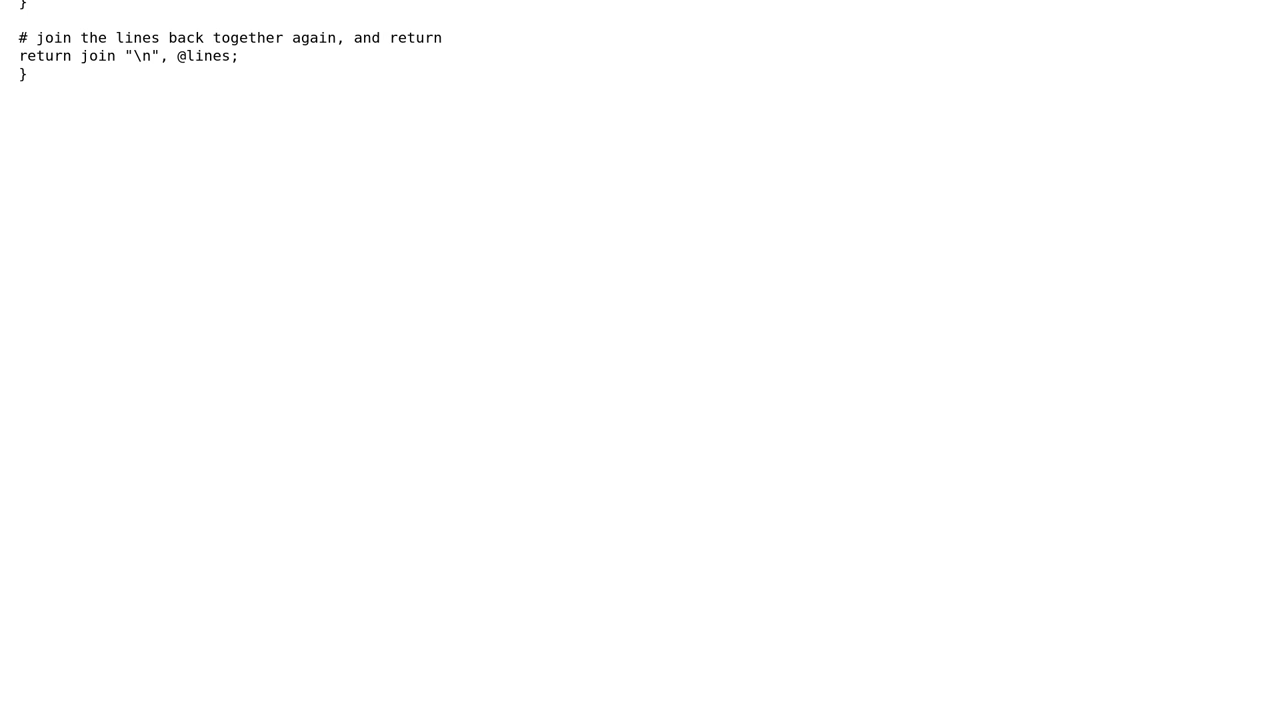 }

# join the lines back together again, and return
return join "\n", @lines;
}